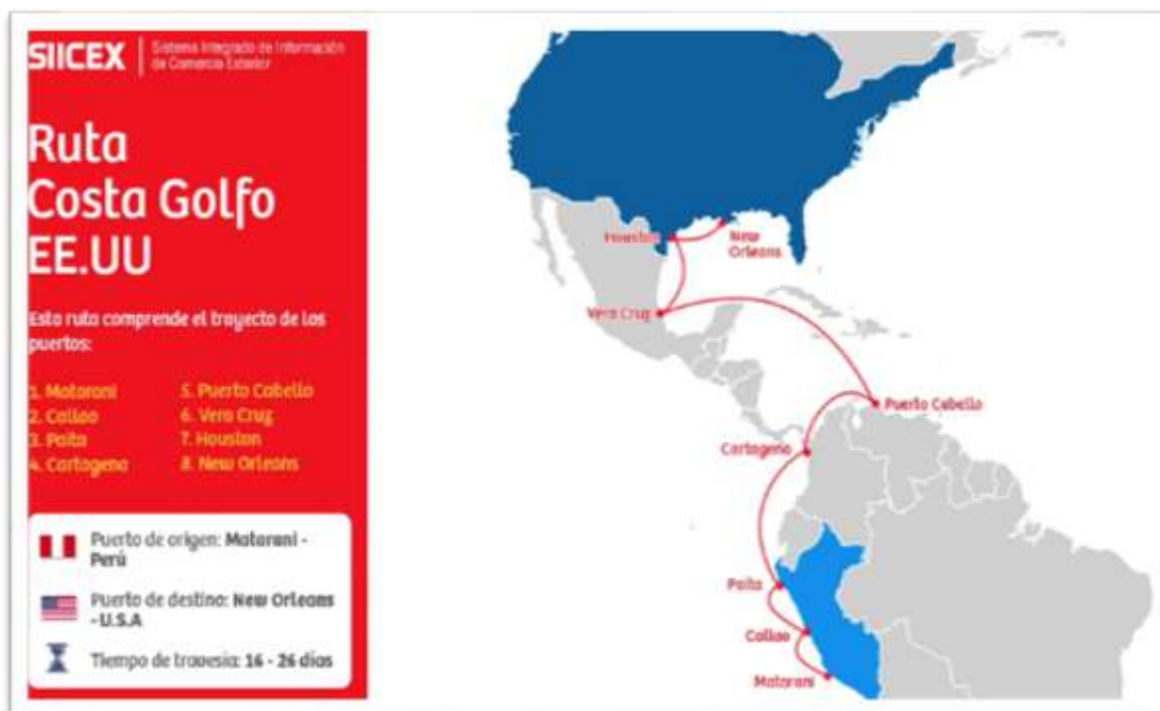 SIICEX
Sistema Integrado de Información
de Comercio Exterior
Ruta
Costa Golfo
EE.UU
Esta ruta comprende el trayecto de los
puertos:
1. Matarani
2. Callao
3. Paita
4. Cartagena
5. Puerto Cabello
6. Vera Cruz
7. Houston
8. New Orleans
Puerto de origen: Matarani -
Perú
Puerto de destino: New Orleans
- U.S.A
Tiempo de travesía: 16 - 26 días
Houston
New
Orleans
Vera Cruz
Puerto Cabello
Cartagena
Paita
Callao
Matarani